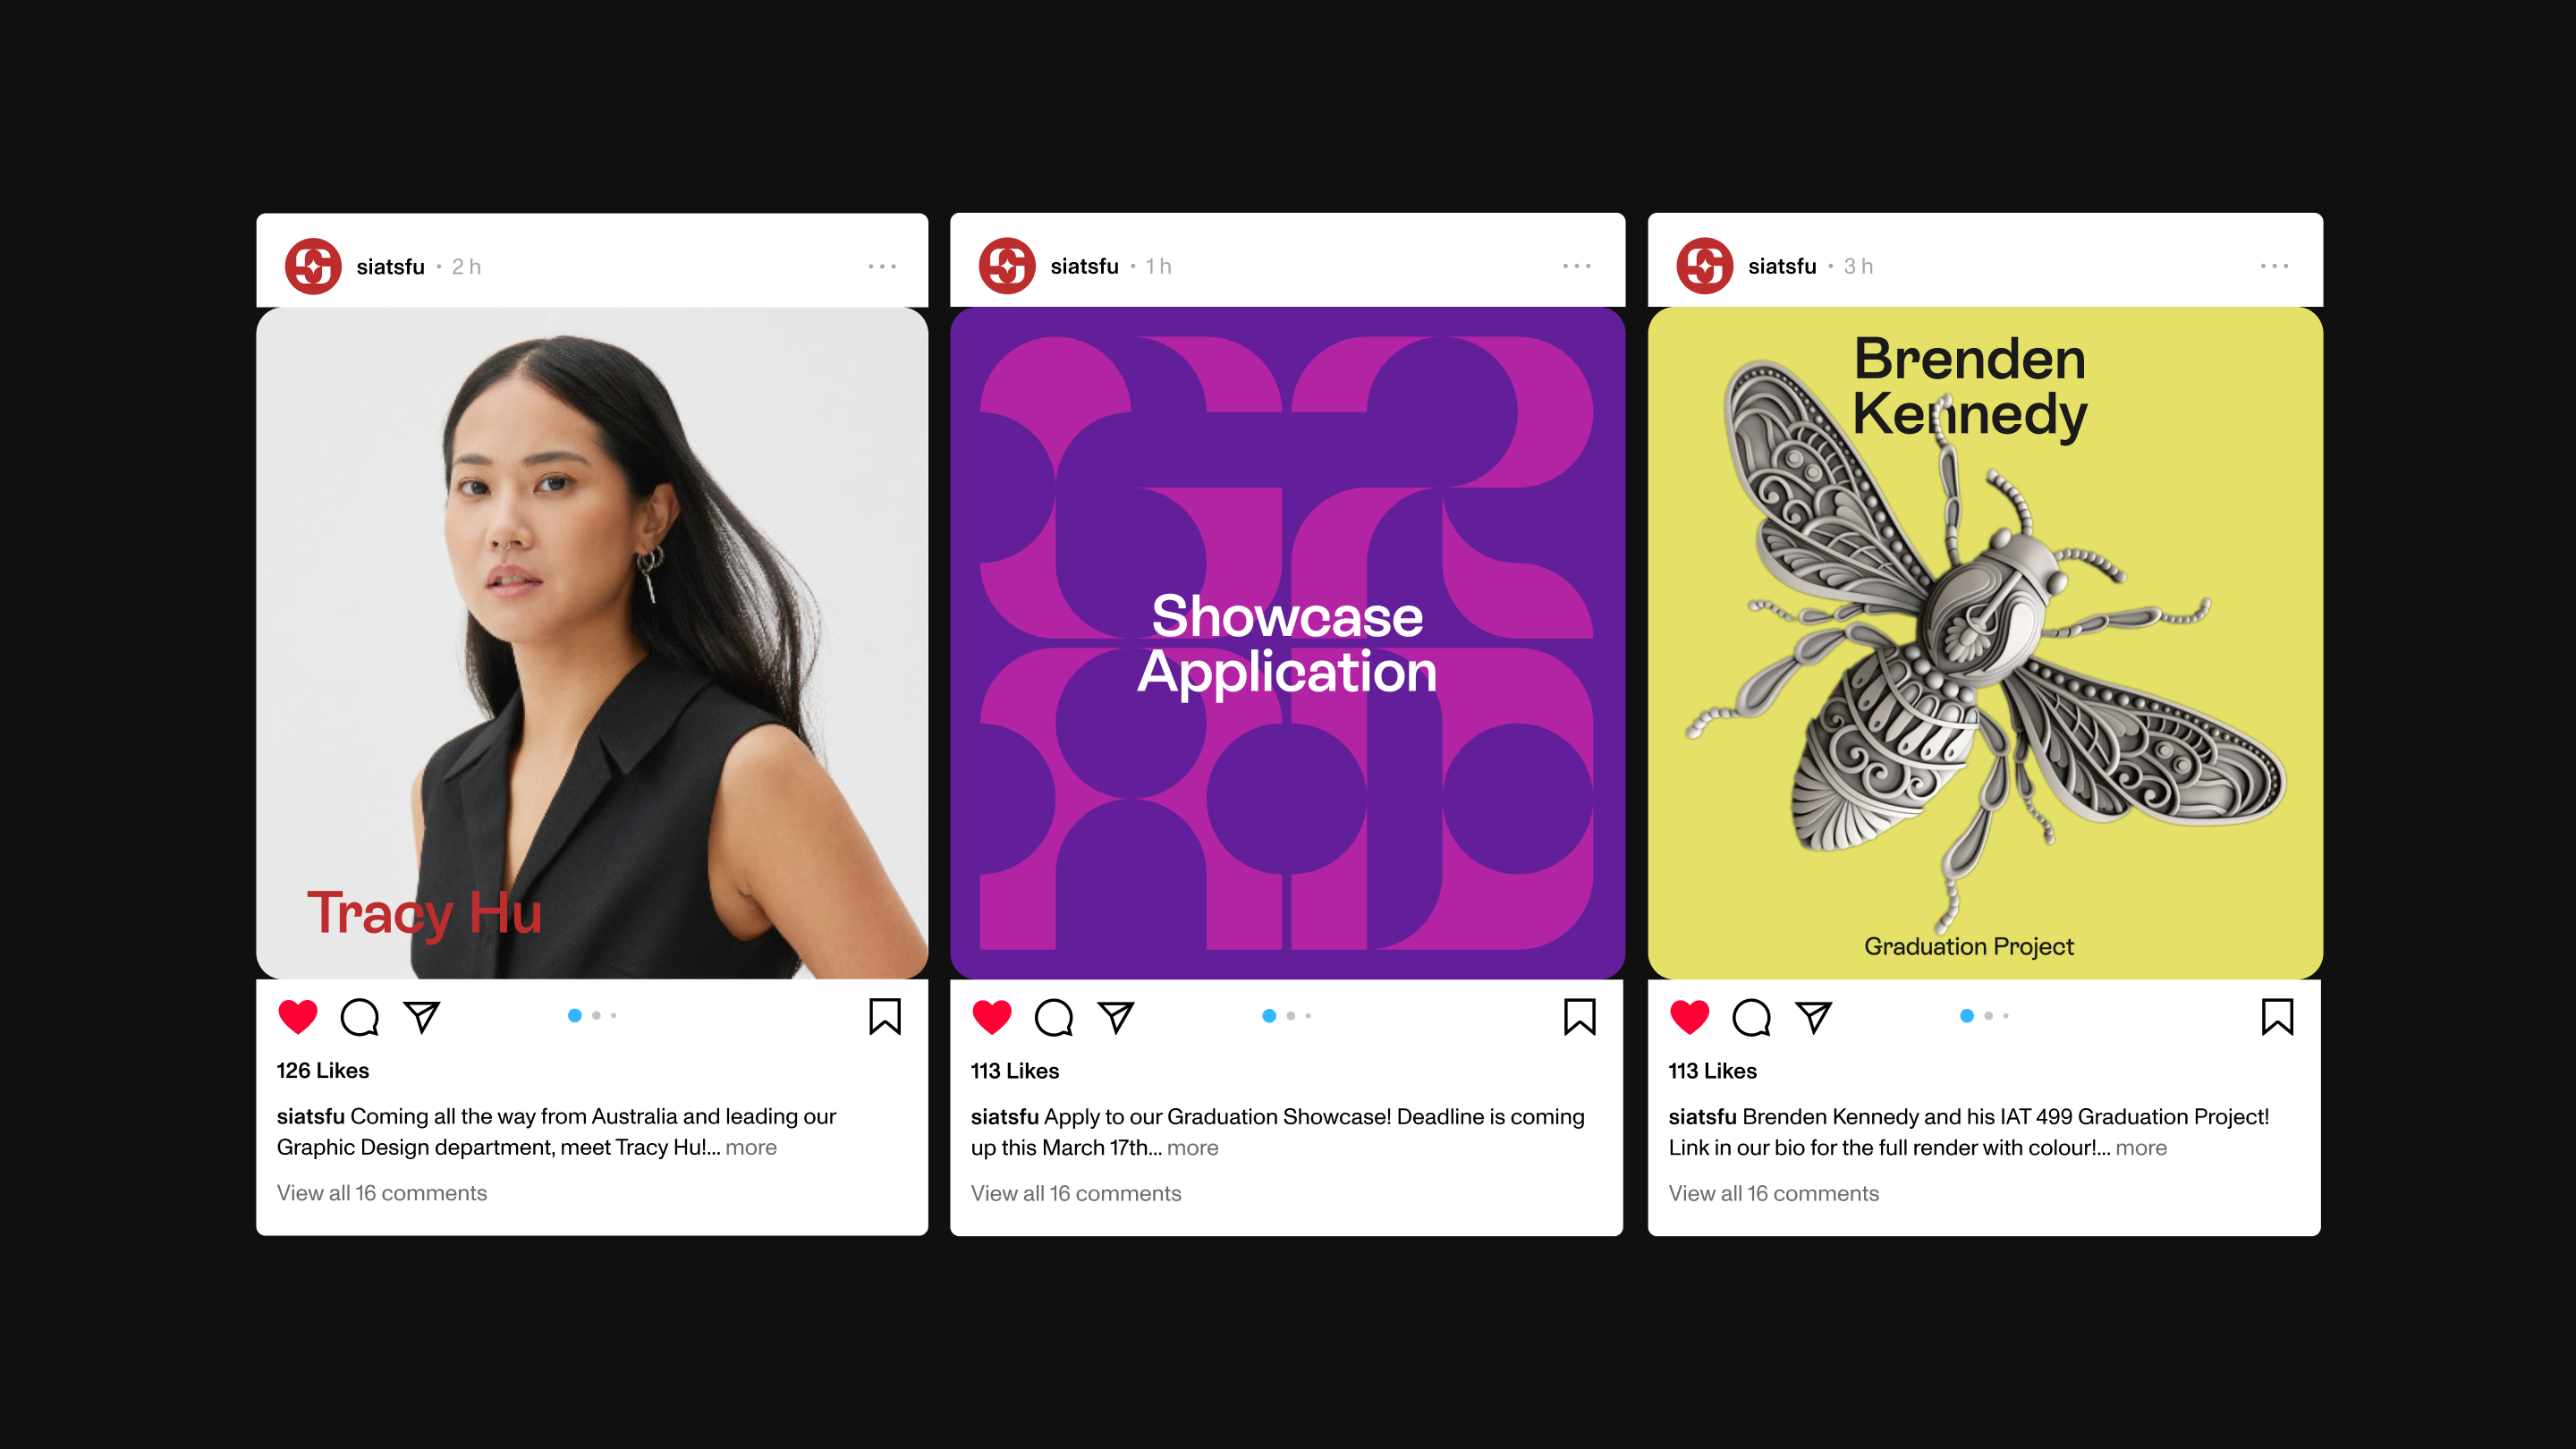 siatsfu • 2 h
Tracy Hu
126 Likes
siatsfu Coming all the way from Australia and leading our
Graphic Design department, meet Tracy Hu!... more
View all 16 comments
siatsfu • 1 h
Showcase
Application
113 Likes
siatsfu Apply to our Graduation Showcase! Deadline is coming
up this March 17th... more
View all 16 comments
siatsfu • 3 h
Brenden
Kennedy
Graduation Project
113 Likes
siatsfu Brenden Kennedy and his IAT 499 Graduation Project!
Link in our bio for the full render with colour!... more
View all 16 comments